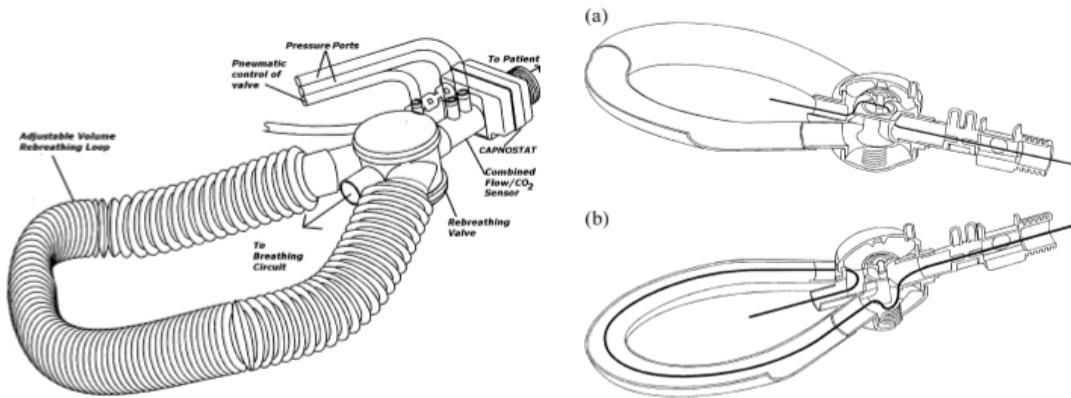 Pressure Ports
Pneumatic
control of
valve
To Patient
Adjustable Volume
Rebreathing Loop
CAPNOSTAT
Combined
Flow/CO₂
Sensor
Rebreathing
Valve
To
Breathing
Circuit
(a)
(b)